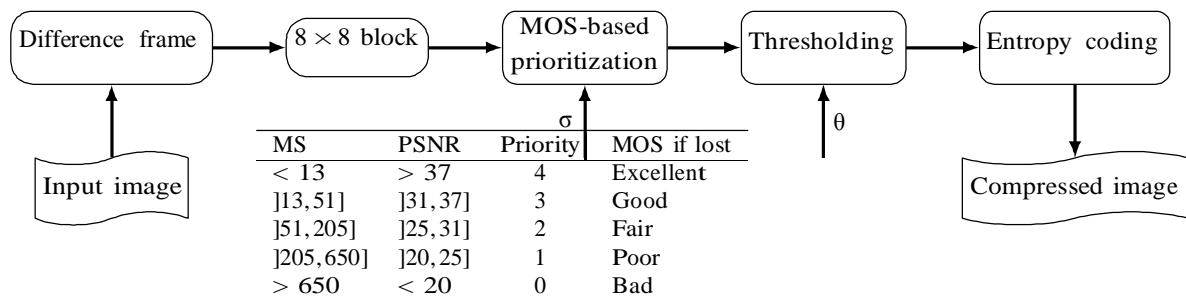 Difference frame
8 × 8 block
MOS-based
prioritization
Thresholding
Entropy coding
σ
θ
Input image
MS PSNR Priority MOS if lost
< 13 > 37 4 Excellent
]13,51] ]31,37] 3 Good
]51,205] ]25,31] 2 Fair
]205,650] ]20,25] 1 Poor
> 650 < 20 0 Bad
Compressed image